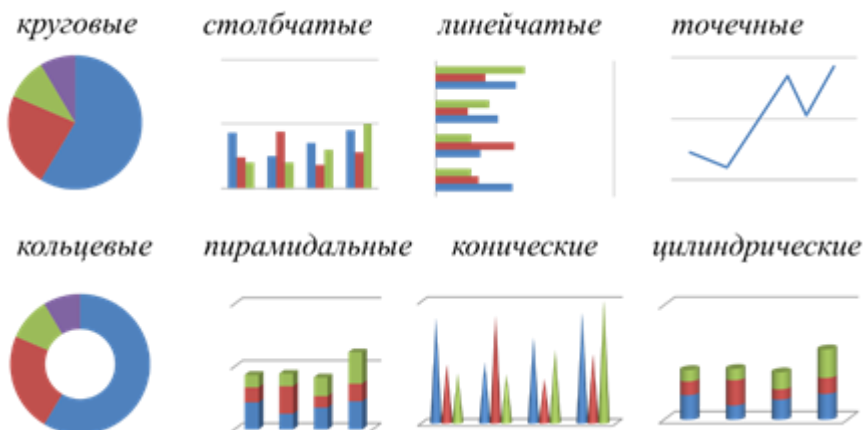 круговые столбчатые линейчатые точечные
кольцевые пирамидальные конические цилиндрические